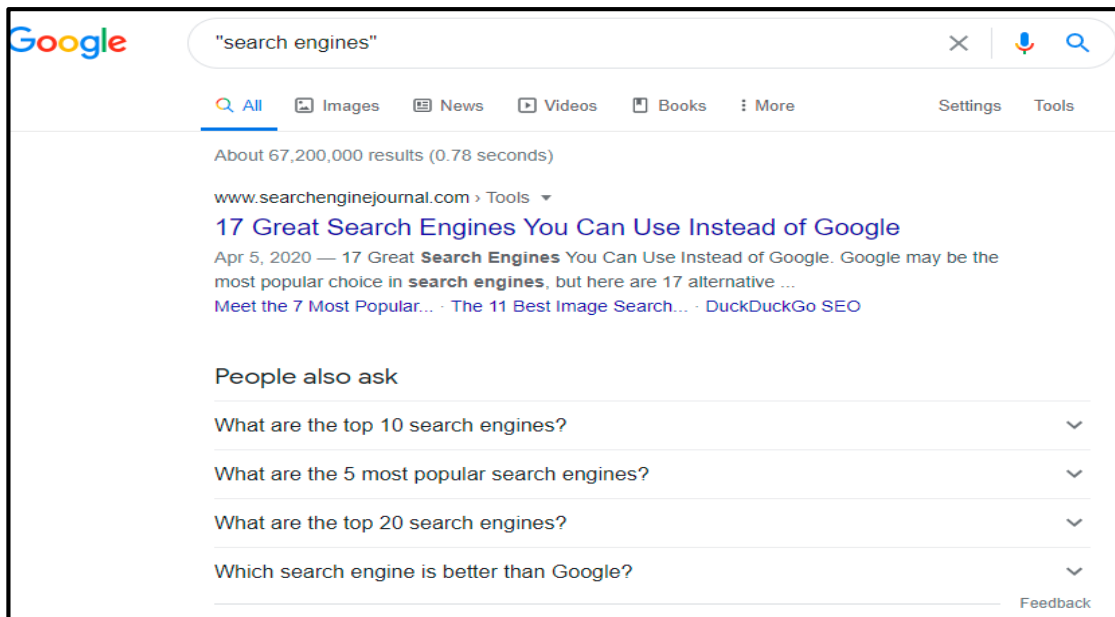 Google "search engines"
All Images News Videos Books More Settings Tools
About 67,200,000 results (0.78 seconds)
www.searchenginejournal.com › Tools
17 Great Search Engines You Can Use Instead of Google
Apr 5, 2020 — 17 Great Search Engines You Can Use Instead of Google. Google may be the
most popular choice in search engines, but here are 17 alternative ...
Meet the 7 Most Popular... · The 11 Best Image Search... · DuckDuckGo SEO
People also ask
What are the top 10 search engines?
What are the 5 most popular search engines?
What are the top 20 search engines?
Which search engine is better than Google?
Feedback